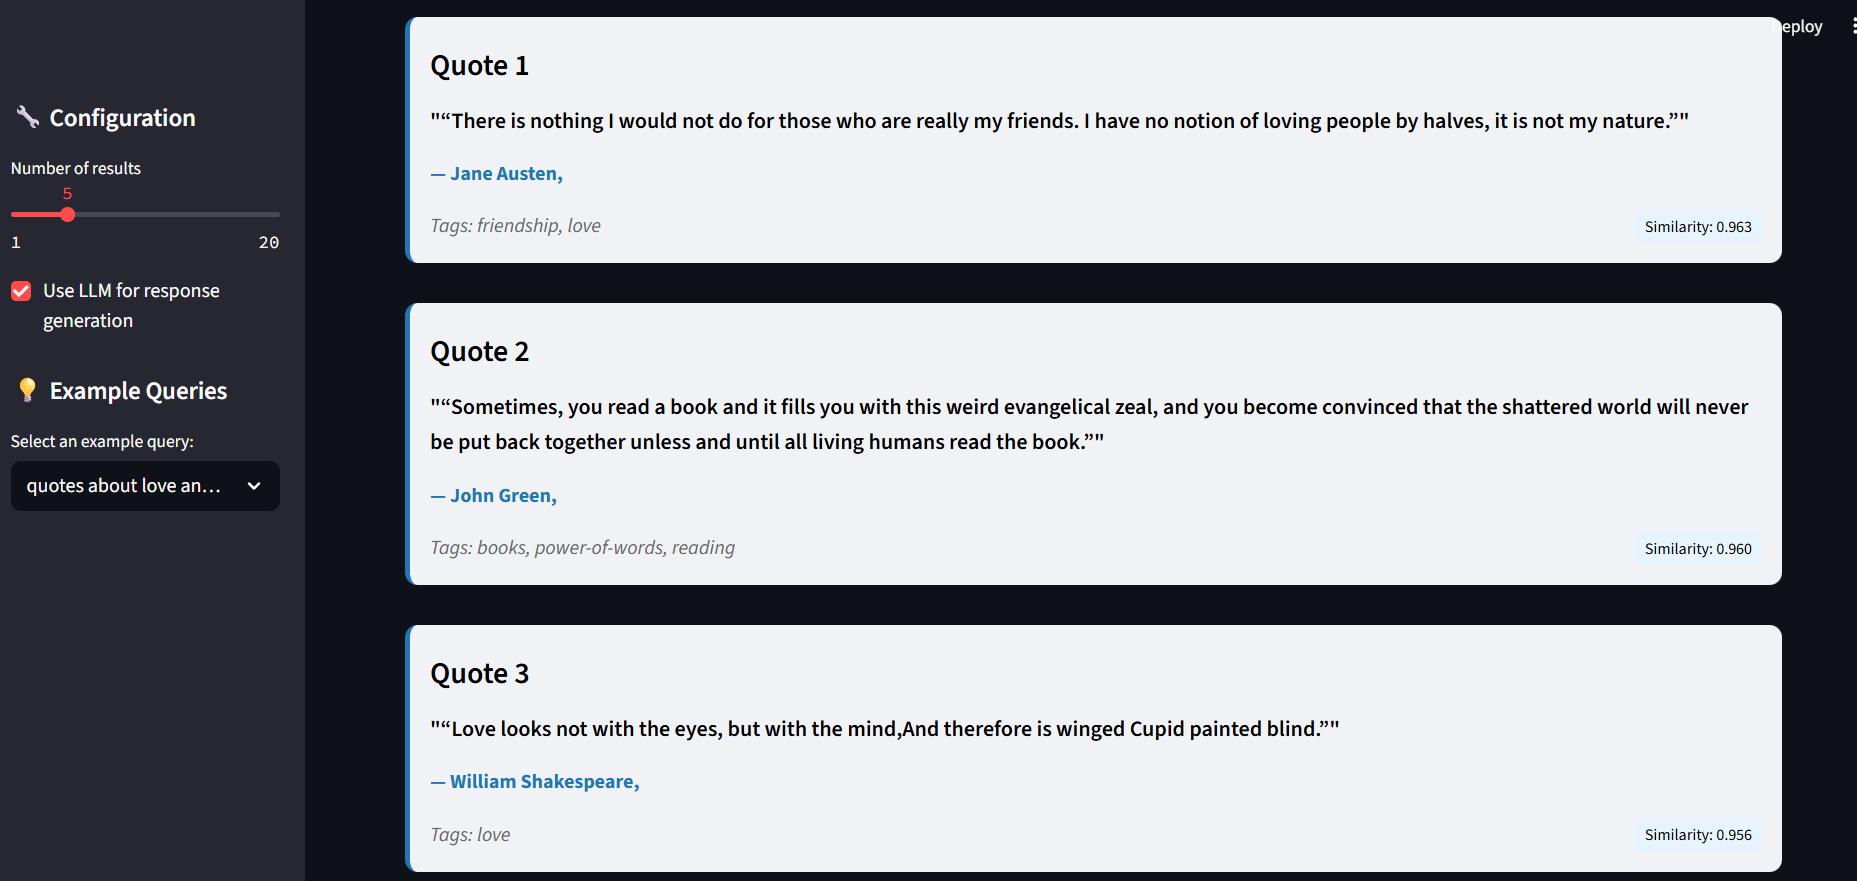 Configuration
Number of results
5
1 20
Use LLM for response
generation
Example Queries
Select an example query:
quotes about love an...
eploy
Quote 1
"“There is nothing I would not do for those who are really my friends. I have no notion of loving people by halves, it is not my nature.”"
— Jane Austen,
Tags: friendship, love
Similarity: 0.963
Quote 2
"“Sometimes, you read a book and it fills you with this weird evangelical zeal, and you become convinced that the shattered world will never
be put back together unless and until all living humans read the book.”"
— John Green,
Tags: books, power-of-words, reading
Similarity: 0.960
Quote 3
"“Love looks not with the eyes, but with the mind,And therefore is winged Cupid painted blind.”"
— William Shakespeare,
Tags: love
Similarity: 0.956